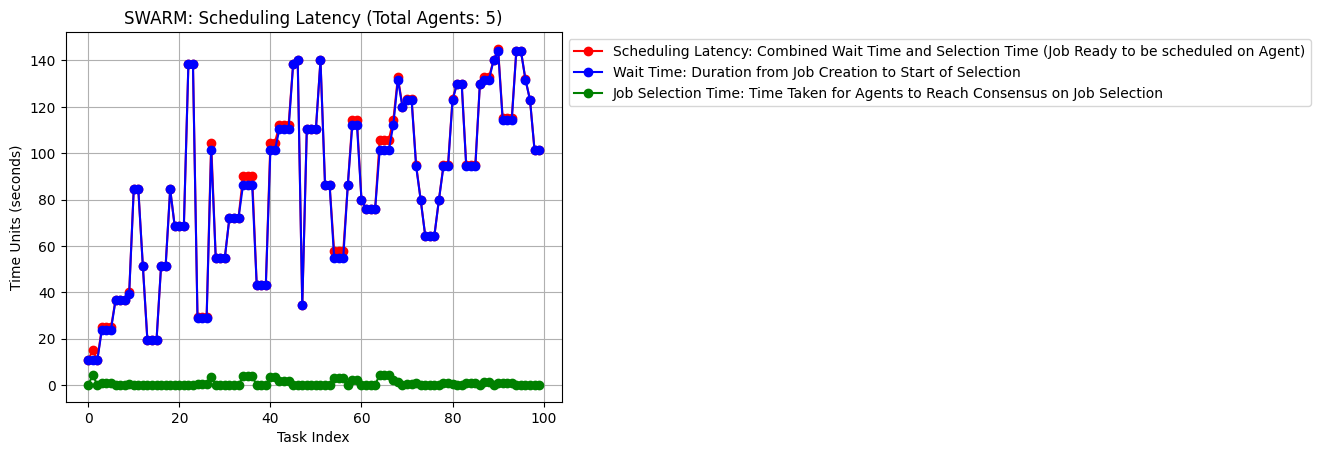 SWARM: Scheduling Latency (Total Agents: 5)
Scheduling Latency: Combined Wait Time and Selection Time (Job Ready to be scheduled on Agent)
Wait Time: Duration from Job Creation to Start of Selection
Job Selection Time: Time Taken for Agents to Reach Consensus on Job Selection
Time Units (seconds)
140
120
100
80
60
40
20
0
0 20 40 60 80 100
Task Index